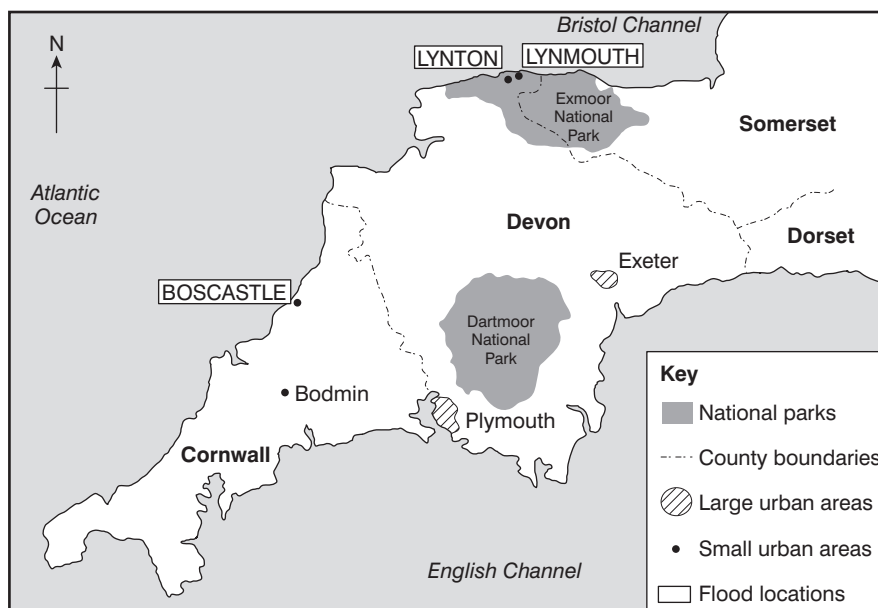 Bristol Channel
N
LYNTON
LYNMOUTH
Exmoor
National
Park
Somerset
Atlantic
Ocean
Devon
Dorset
Exeter
BOSCASTLE
Dartmoor
National
Park
Bodmin
Plymouth
Cornwall
English Channel
Key
National parks
County boundaries
Large urban areas
Small urban areas
Flood locations